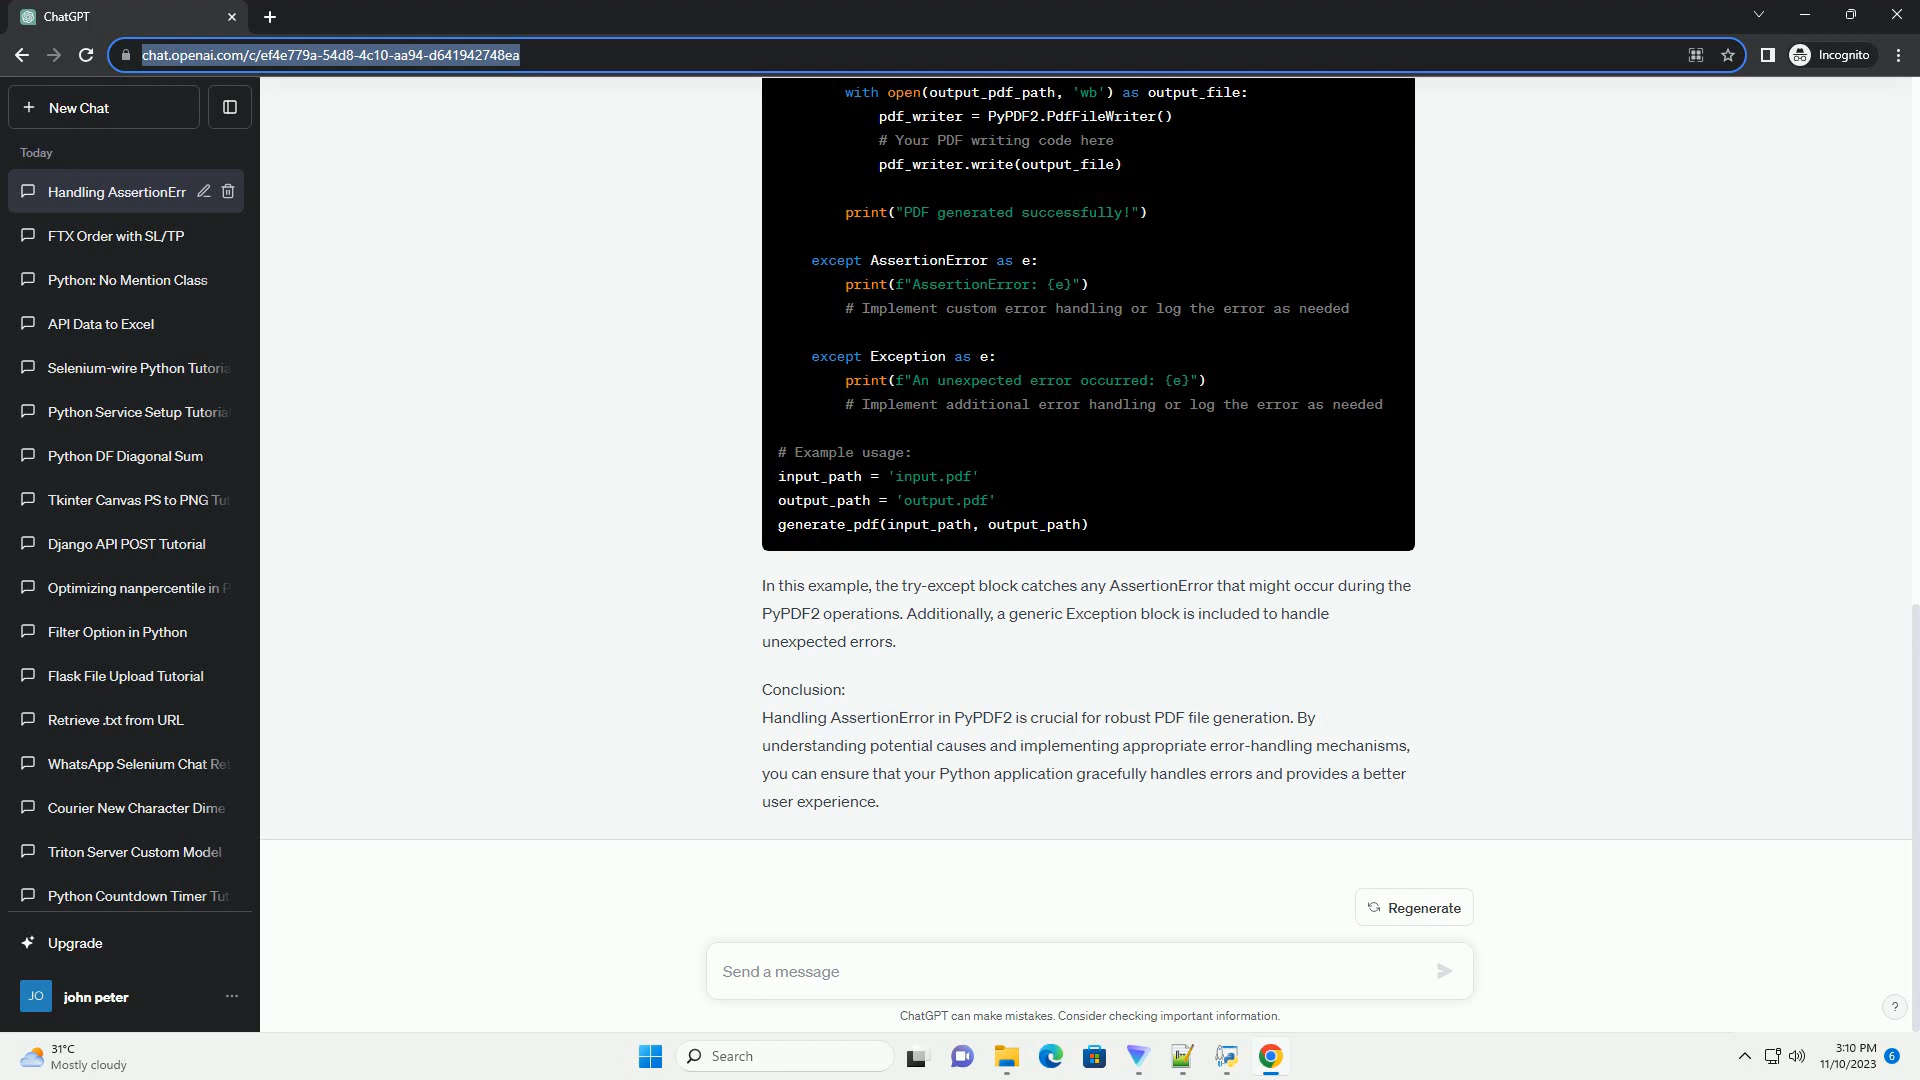 ChatGPT
chat.openai.com/c/ef4e779a-54d8-4c10-aa94-d641942748ea
Incognito
New Chat
Today
Handling AssertionErr
FTX Order with SL/TP
Python: No Mention Class
API Data to Excel
Selenium-wire Python Tutoria
Python Service Setup Tutorial
Python DF Diagonal Sum
Tkinter Canvas PS to PNG Tut
Django API POST Tutorial
Optimizing nanpercentile in P
Filter Option in Python
Flask File Upload Tutorial
Retrieve .txt from URL
WhatsApp Selenium Chat Ret
Courier New Character Dime
Triton Server Custom Model
Python Countdown Timer Tut
Upgrade
JO
john peter
with open(output_pdf_path, 'wb') as output_file:
pdf_writer = PyPDF2.PdfFileWriter()
# Your PDF writing code here
pdf_writer.write(output_file)
print("PDF generated successfully!")
except AssertionError as e:
print(f"AssertionError: {e}")
# Implement custom error handling or log the error as needed
except Exception as e:
print(f"An unexpected error occurred: {e}")
# Implement additional error handling or log the error as needed
# Example usage:
input_path = 'input.pdf'
output_path = 'output.pdf'
generate_pdf(input_path, output_path)
In this example, the try-except block catches any AssertionError that might occur during the
PyPDF2 operations. Additionally, a generic Exception block is included to handle
unexpected errors.
Conclusion:
Handling AssertionError in PyPDF2 is crucial for robust PDF file generation. By
understanding potential causes and implementing appropriate error-handling mechanisms,
you can ensure that your Python application gracefully handles errors and provides a better
user experience.
Regenerate
Send a message
ChatGPT can make mistakes. Consider checking important information.
?
31°C
Mostly cloudy
Search
3:10 PM
11/10/2023
6